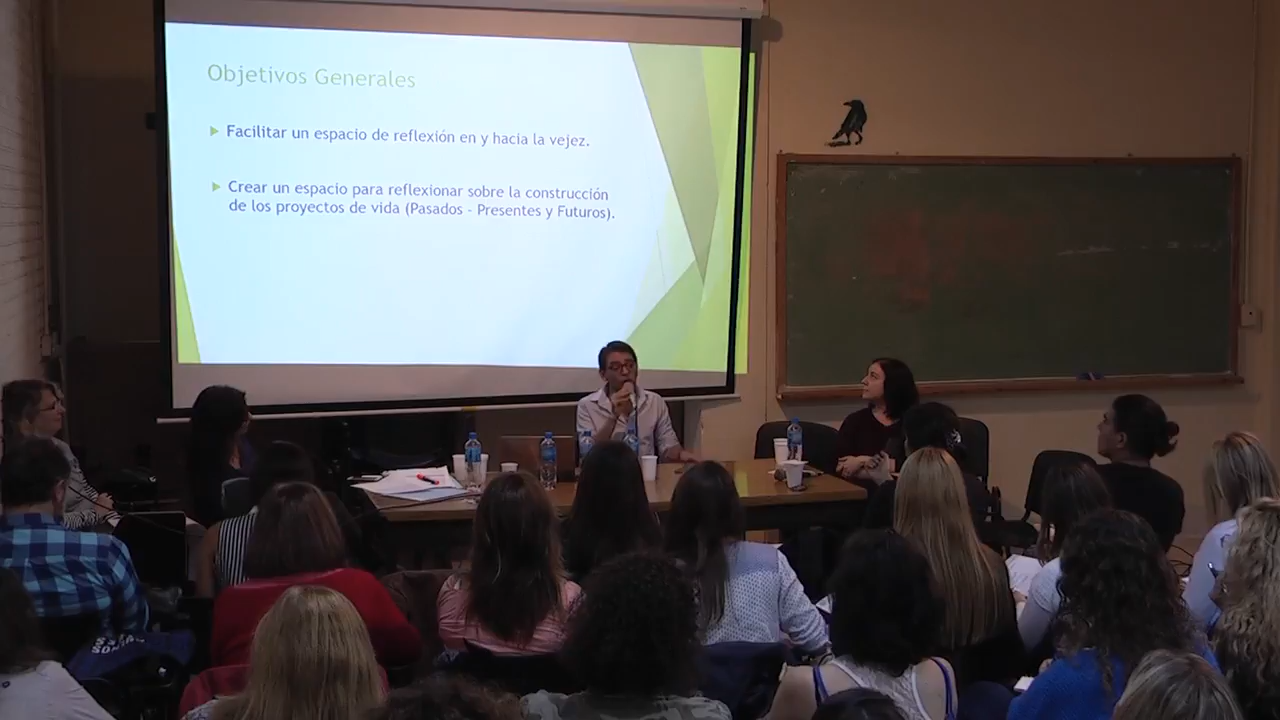 Objetivos Generales
Facilitar un espacio de reflexión en y hacia la vejez.
Crear un espacio para reflexionar sobre la construcción
de los proyectos de vida (Pasados - Presentes y Futuros).